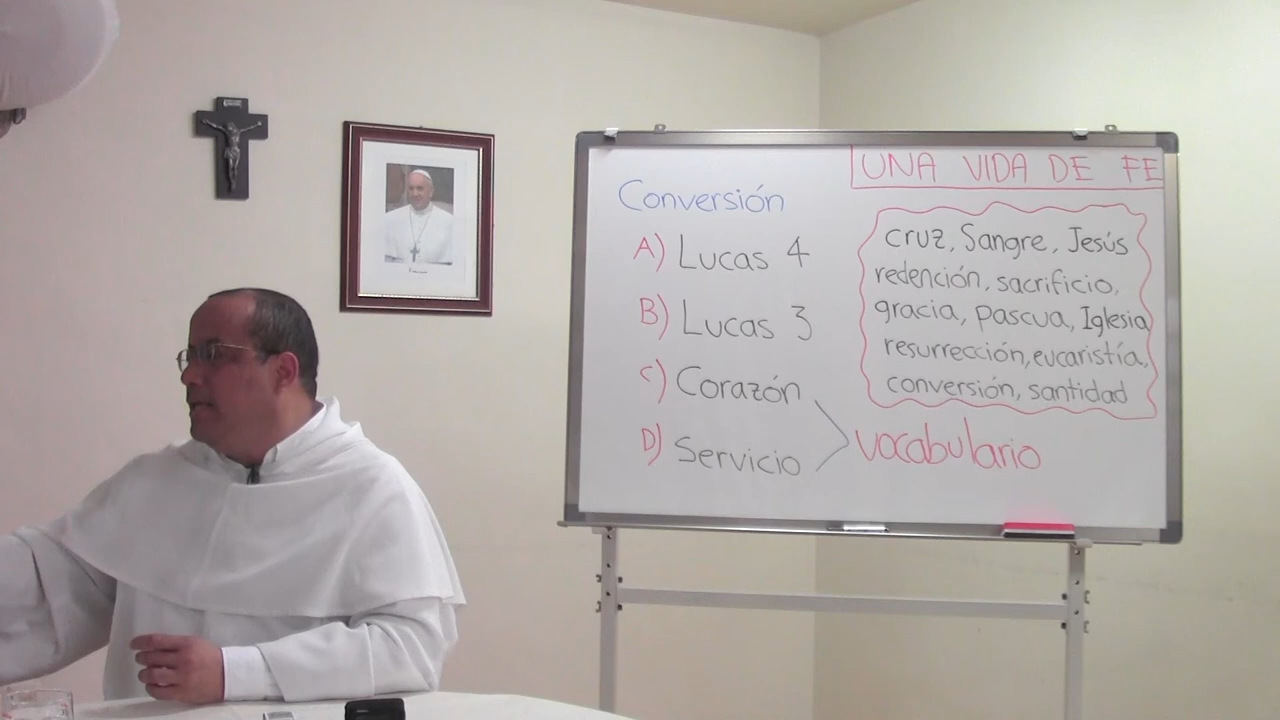 UNA VIDA DE FE
Conversión
A) Lucas 4
B) Lucas 3
C) Corazón
D) Servicio
vocabulario
cruz, Sangre, Jesús
redención, sacrificio,
gracia, pascua, Iglesia
resurrección, eucaristía,
conversión, santidad